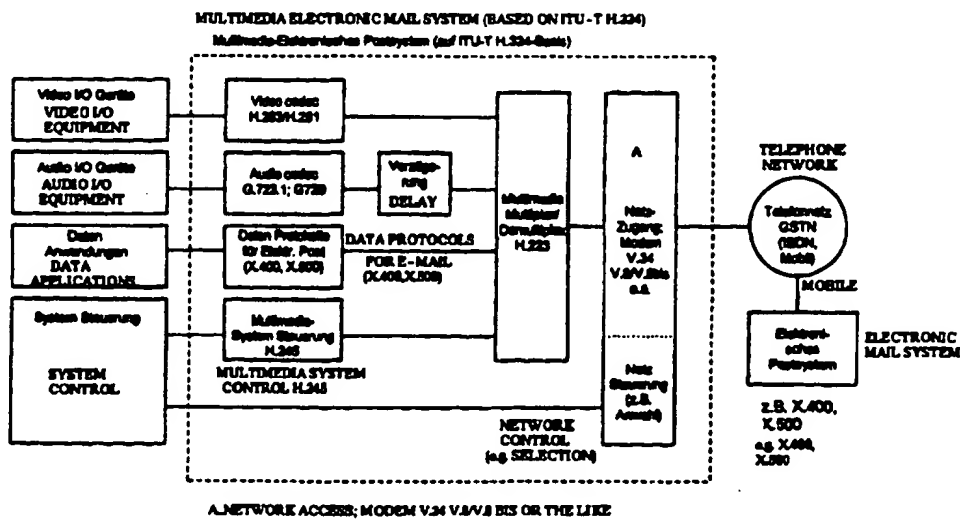 MULTIMEDIA ELECTRONIC MAIL SYSTEM (BASED ON ITU - T H.324)
Multimedia-Elektronisches Postsystem (auf ITU-T H.324-Basis)
Video I/O Geräte
VIDEO I/O
EQUIPMENT
Video codec
H.263/H.261
Audio I/O Geräte
AUDIO I/O
EQUIPMENT
Audio codec
G.723.1; G729
Verzöge-
rung
DELAY
Daten
Anwendungen
DATA
APPLICATIONS
Daten Protokolle
für Elektr. Post
(X.400, X.500)
DATA PROTOCOLS
FOR E - MAIL
(X.400,X.500)
System Steuerung
SYSTEM
CONTROL
Multimedia-
System Steuerung
H.245
MULTIMEDIA SYSTEM
CONTROL H.245
Multimedia
Multiplex/
Demultiplex
H.223
A
Netz-
Zugang:
Modem
V.34
V.8/V.8bis
o.ä.
Netz
Steuerung
(z.B.
Anwahl)
NETWORK
CONTROL
(e.g. SELECTION)
TELEPHONE
NETWORK
Telefonnetz
GSTN
(ISDN,
Mobil)
MOBILE
Elektroni-
sches
Postsystem
ELECTRONIC
MAIL SYSTEM
z.B. X.400,
X.500
e.g. X.400,
X.500
A..NETWORK ACCESS; MODEM V.34 V.8/V.8 BIS OR THE LIKE